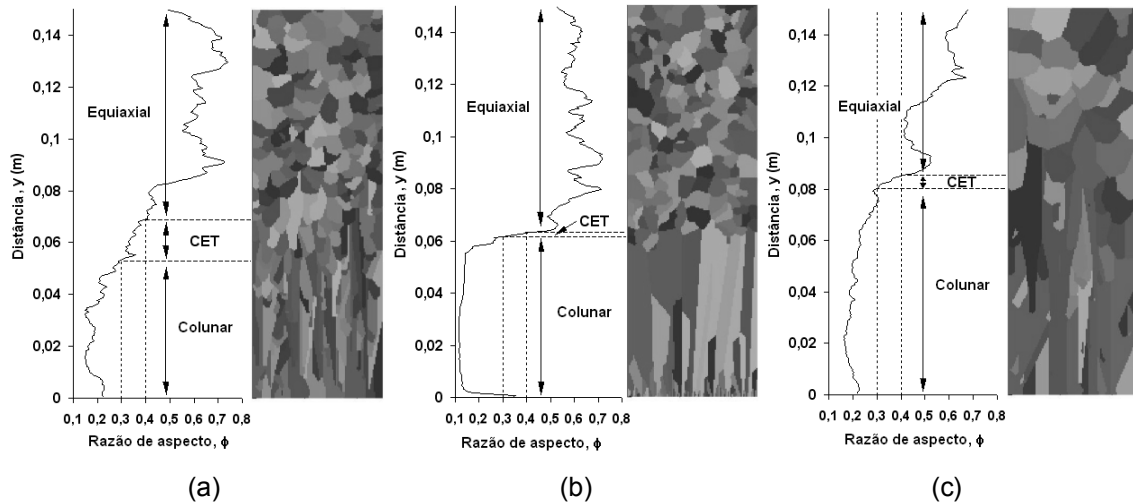 0,14
0,12
0,1
0,08
0,06
0,04
0,02
0
Distância, y (m)
Equiaxial
CET
Colunar
0,1 0,2 0,3 0,4 0,5 0,6 0,7 0,8
Razão de aspecto, ϕ
(a)
0,14
0,12
0,1
0,08
0,06
0,04
0,02
0
Distância, y (m)
Equiaxial
CET
Colunar
0,1 0,2 0,3 0,4 0,5 0,6 0,7 0,8
Razão de aspecto, ϕ
(b)
0,14
0,12
0,1
0,08
0,06
0,04
0,02
0
Distância, y (m)
Equiaxial
CET
Colunar
0,1 0,2 0,3 0,4 0,5 0,6 0,7 0,8
Razão de aspecto, ϕ
(c)